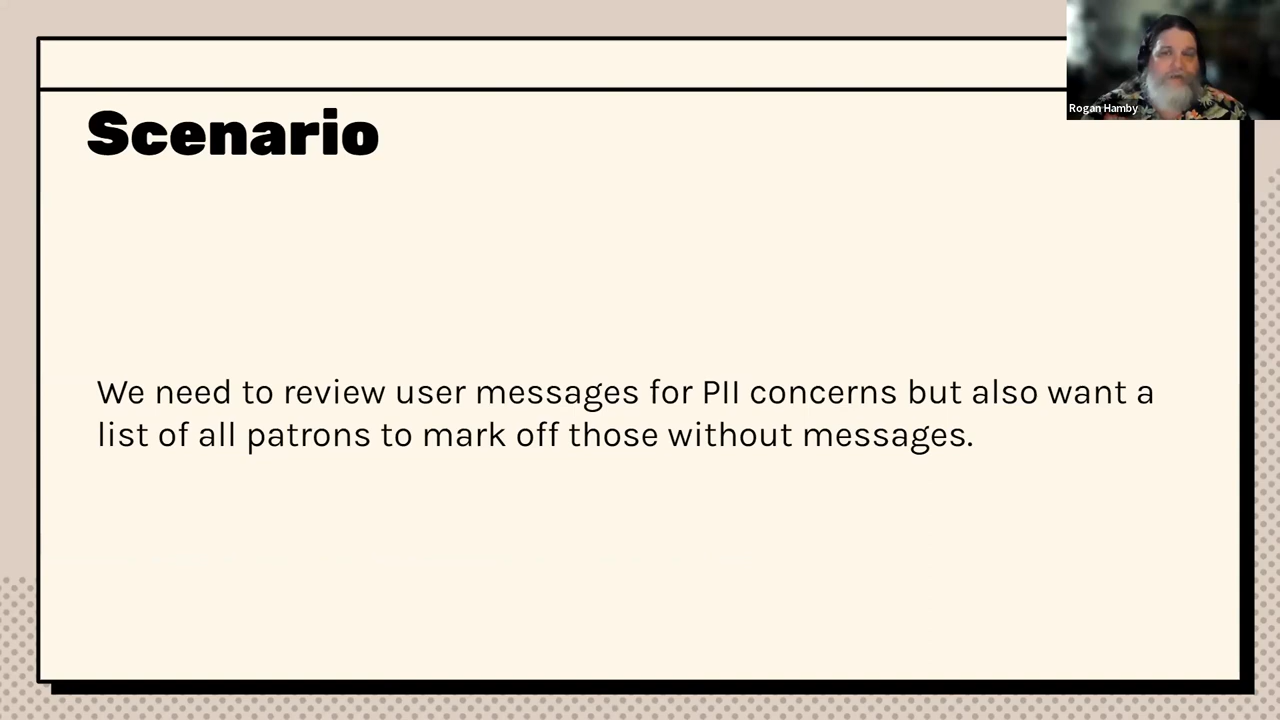 Rogan Hamby
Scenario
We need to review user messages for PII concerns but also want a
list of all patrons to mark off those without messages.